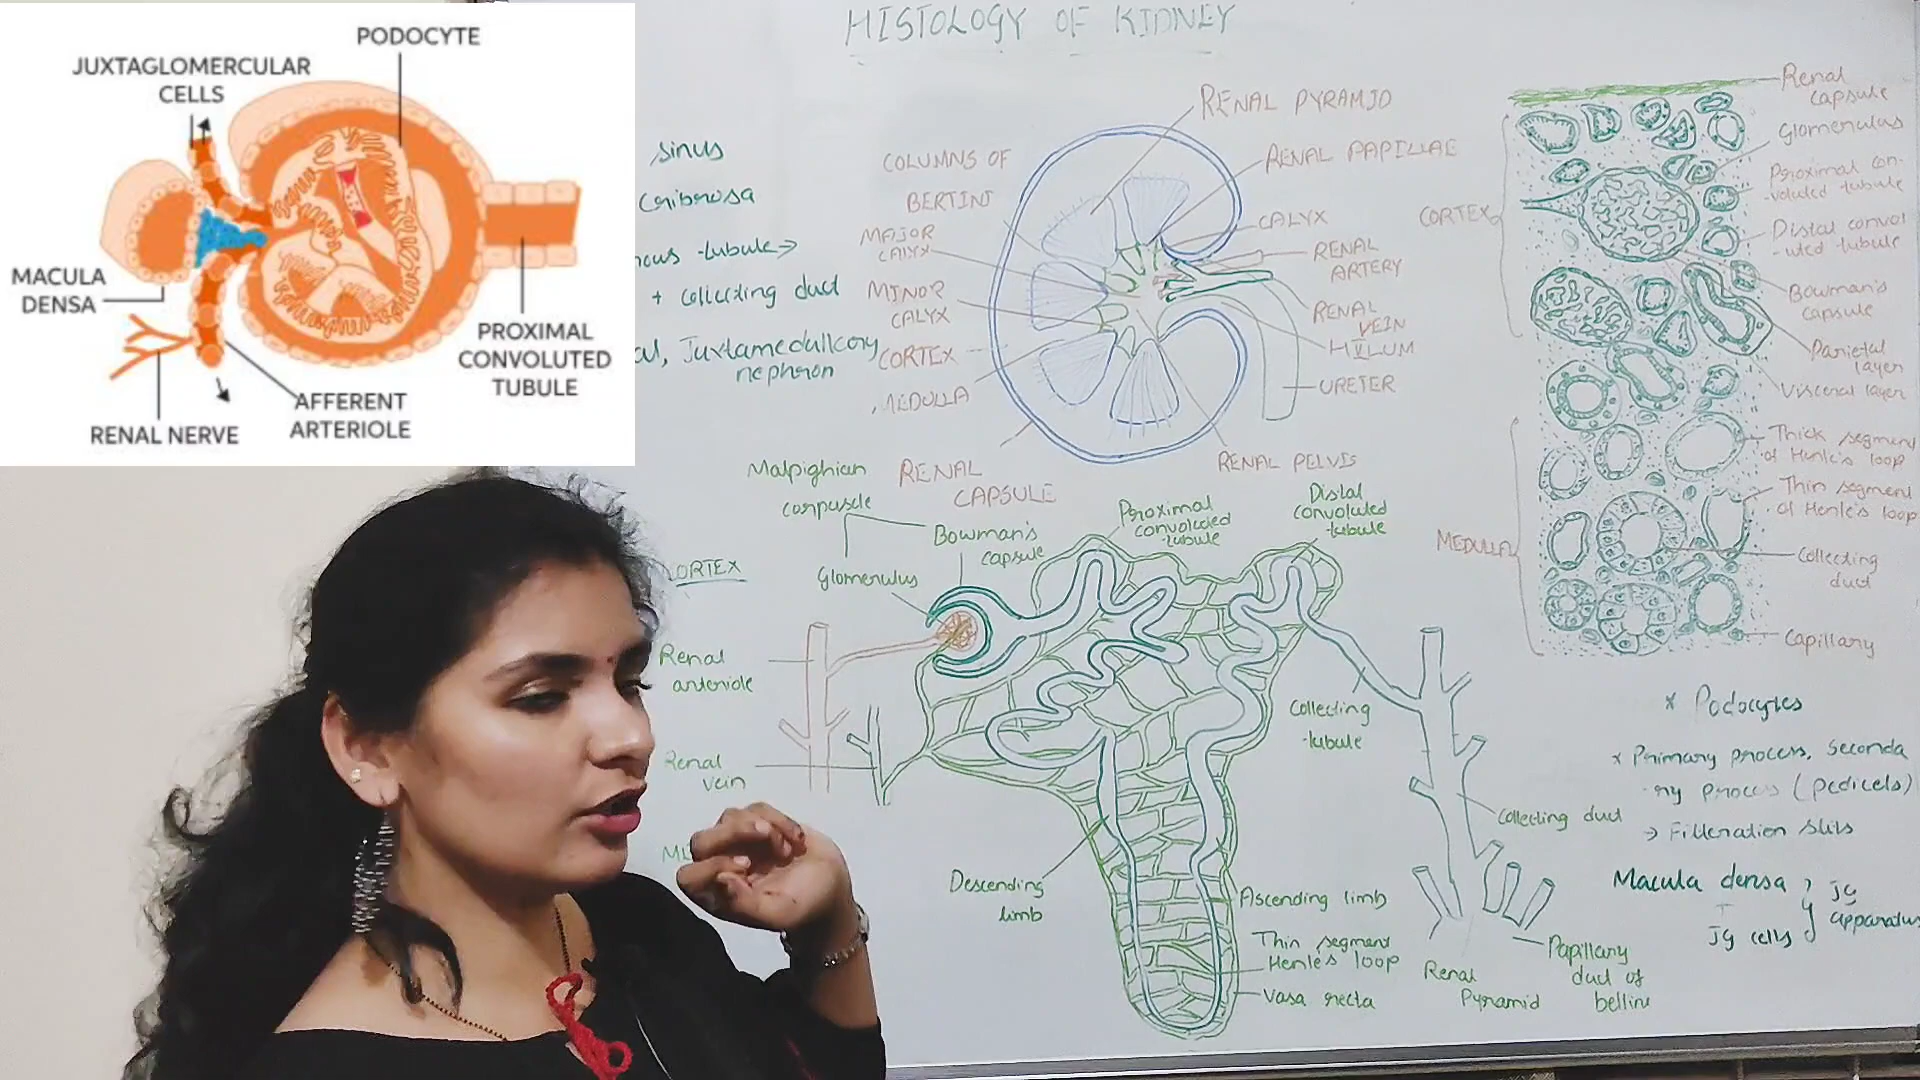 HISTOLOGY OF KIDNEY
PODOCYTE
JUXTAGLOMERCULAR
CELLS
MACULA
DENSA
RENAL NERVE
AFFERENT
ARTERIOLE
PROXIMAL
CONVOLUTED
TUBULE
sinus
cribrosa
nous tubule →
+ collecting duct
al, Juxtamedullary
nephron
RENAL PYRAMID
RENAL PAPILLAE
COLUMNS OF
BERTINI
MAJOR
CALYX
MINOR
CALYX
CORTEX
MEDULLA
RENAL
CAPSULE
CALYX
RENAL
ARTERY
RENAL
VEIN
HILUM
URETER
RENAL PELVIS
CORTEX
MEDULLA
Renal
capsule
Glomerulus
Proximal con-
-voluted tubule
Distal convol
-uted tubule
Bowman's
capsule
Parietal
layer
Visceral layer
Thick segment
of Henle's loop
Thin segment
of Henle's loop
Collecting
duct
Capillary
Malpighian
corpuscle
Bowman's
capsule
Glomerulus
Proximal
convoluted
tubule
Distal
convoluted
tubule
ORTEX
Renal
arteriole
Renal
vein
Collecting
tubule
Collecting duct
Descending
limb
Ascending limb
Thin segment
Henle's loop
Vasa recta
Renal
Pyramid
Papillary
duct of
bellini
* Podocytes
* Primary process, Seconda
-ry process (pedicels)
→ Filteration slits
Macula densa
+
JG cells
JG
apparatus